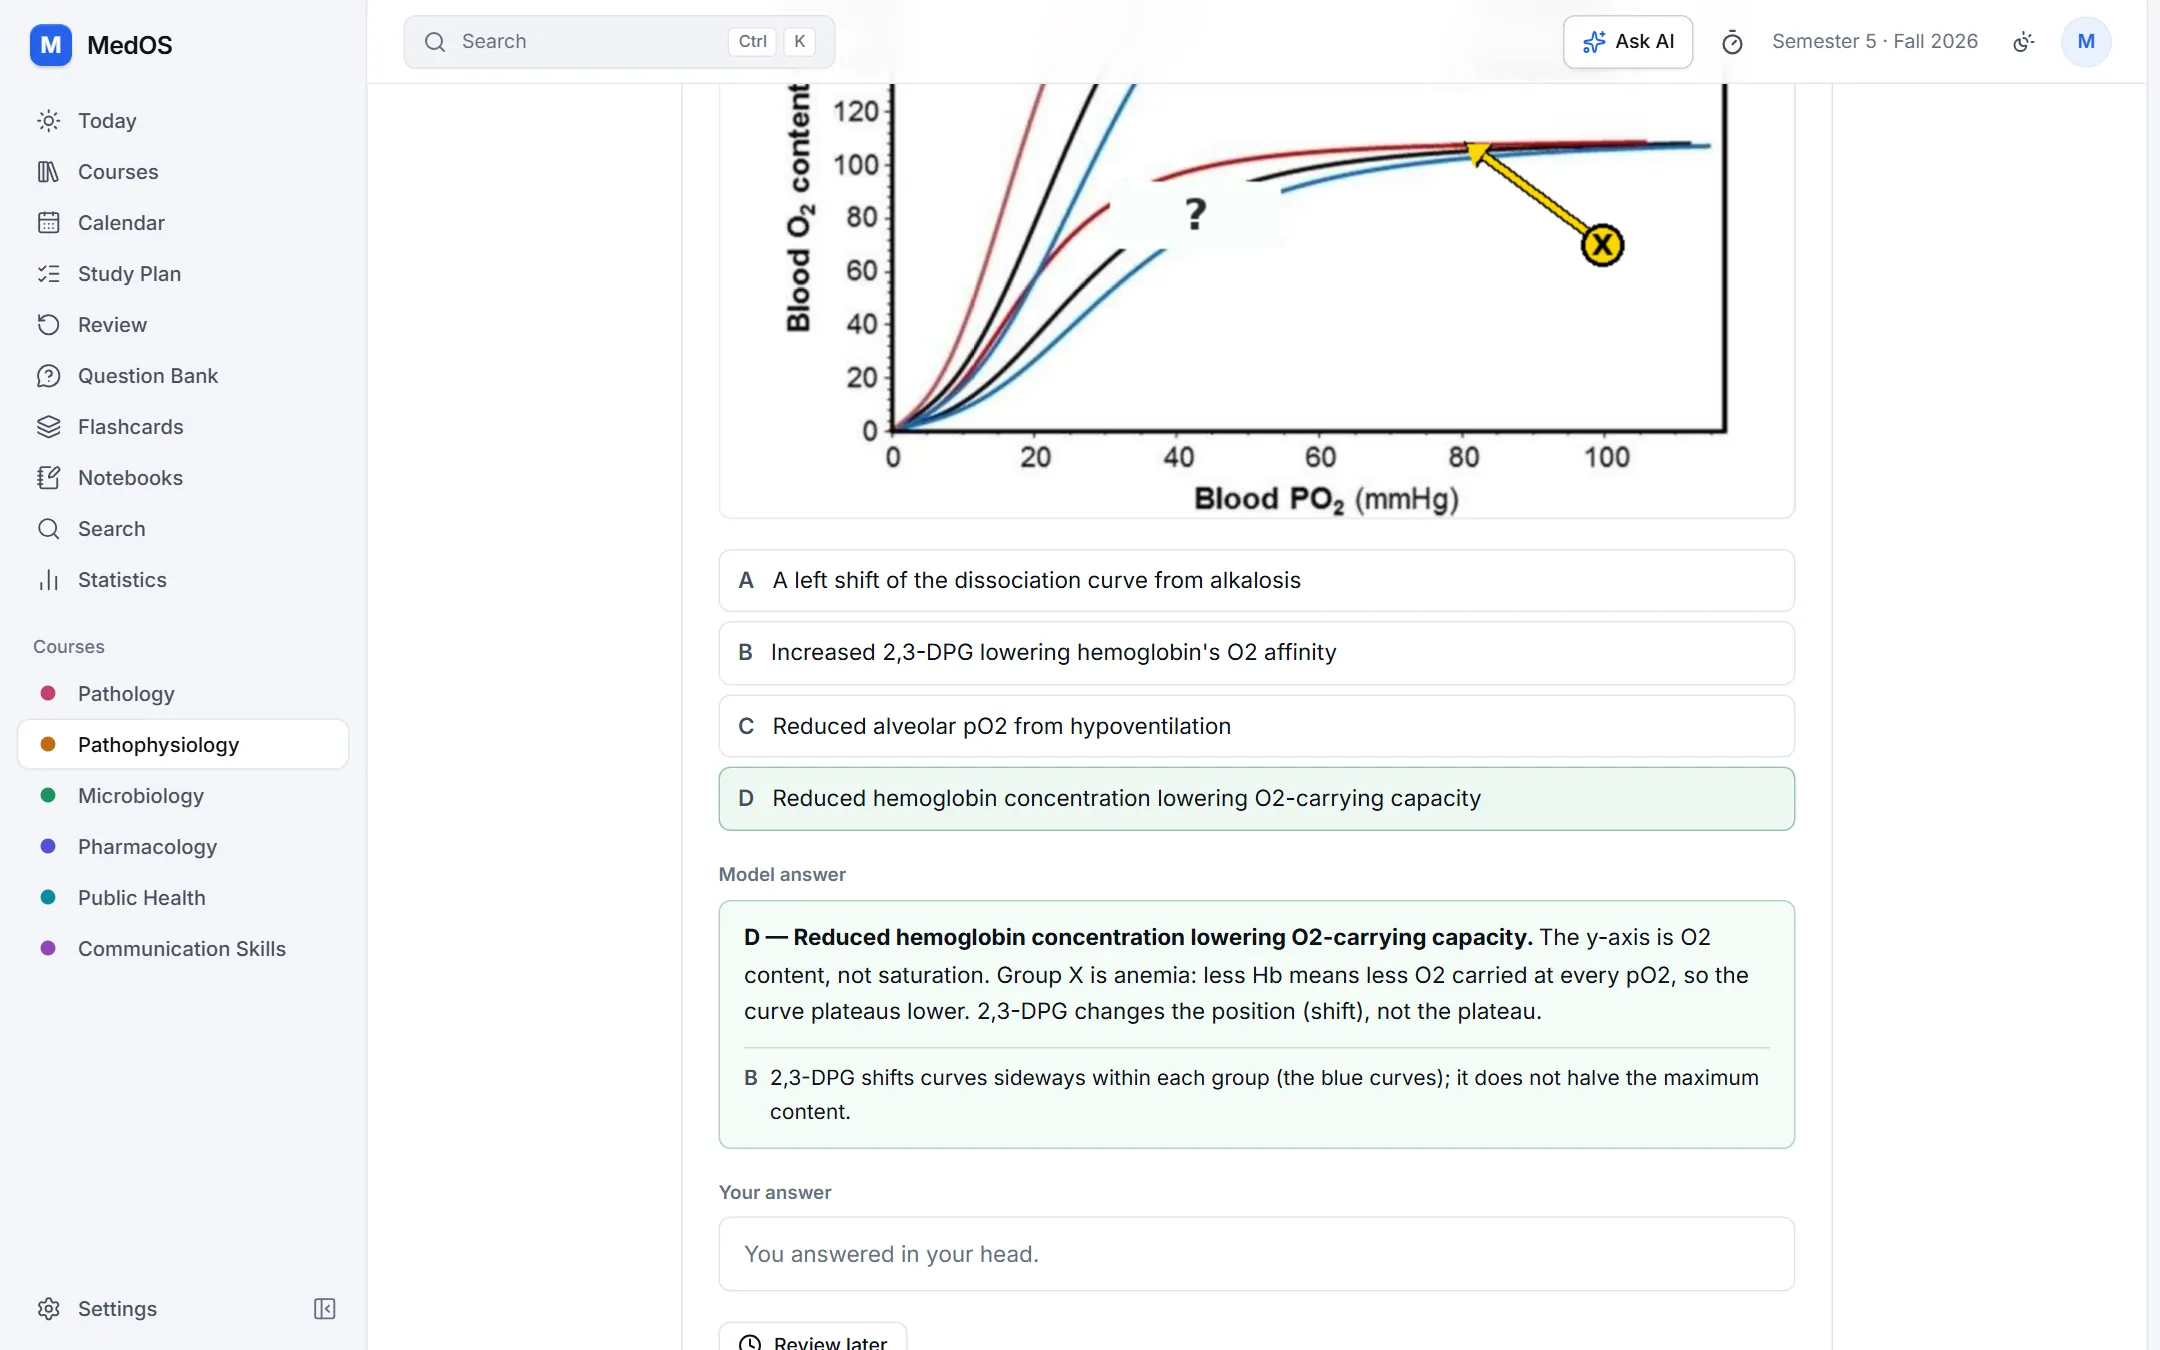 M MedOS
Search Ctrl K
Ask AI
Semester 5 · Fall 2026
M
Today
Courses
Calendar
Study Plan
Review
Question Bank
Flashcards
Notebooks
Search
Statistics
Courses
Pathology
Pathophysiology
Microbiology
Pharmacology
Public Health
Communication Skills
Settings
Blood O2 content
120
100
80
60
40
20
0
?
X
0 20 40 60 80 100
Blood PO2 (mmHg)
A A left shift of the dissociation curve from alkalosis
B Increased 2,3-DPG lowering hemoglobin's O2 affinity
C Reduced alveolar pO2 from hypoventilation
D Reduced hemoglobin concentration lowering O2-carrying capacity
Model answer
D — Reduced hemoglobin concentration lowering O2-carrying capacity. The y-axis is O2
content, not saturation. Group X is anemia: less Hb means less O2 carried at every pO2, so the
curve plateaus lower. 2,3-DPG changes the position (shift), not the plateau.
B 2,3-DPG shifts curves sideways within each group (the blue curves); it does not halve the maximum
content.
Your answer
You answered in your head.
Review later